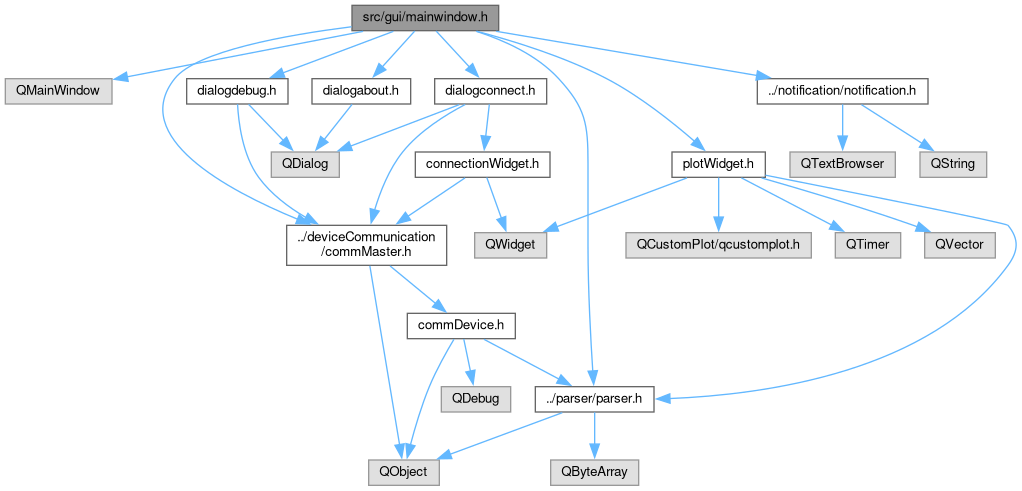 src/gui/mainwindow.h
QMainWindow
dialogdebug.h
dialogabout.h
dialogconnect.h
../notification/notification.h
QDialog
connectionWidget.h
plotWidget.h
QTextBrowser
QString
../deviceCommunication
/commMaster.h
QWidget
QCustomPlot/qcustomplot.h
QTimer
QVector
commDevice.h
QDebug
../parser/parser.h
QObject
QByteArray